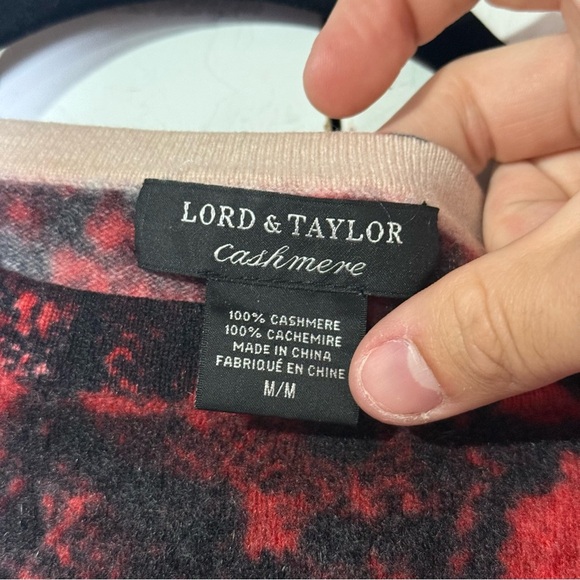 LORD & TAYLOR
cashmere
100% CASHMERE
100% CACHEMIRE
MADE IN CHINA
FABRIQUÉ EN CHINE
M/M